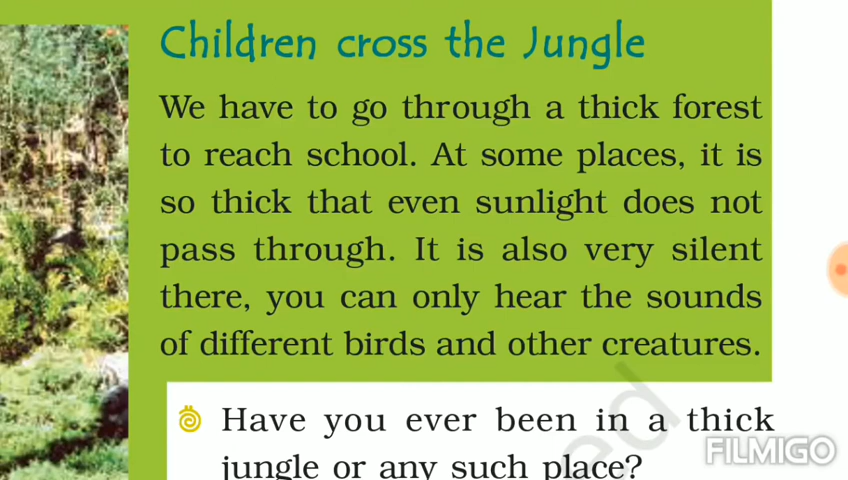 Children cross the Jungle
We have to go through a thick forest
to reach school. At some places, it is
so thick that even sunlight does not
pass through. It is also very silent
there, you can only hear the sounds
of different birds and other creatures.
Have you ever been in a thick
jungle or any such place?
ed
FILMIGO